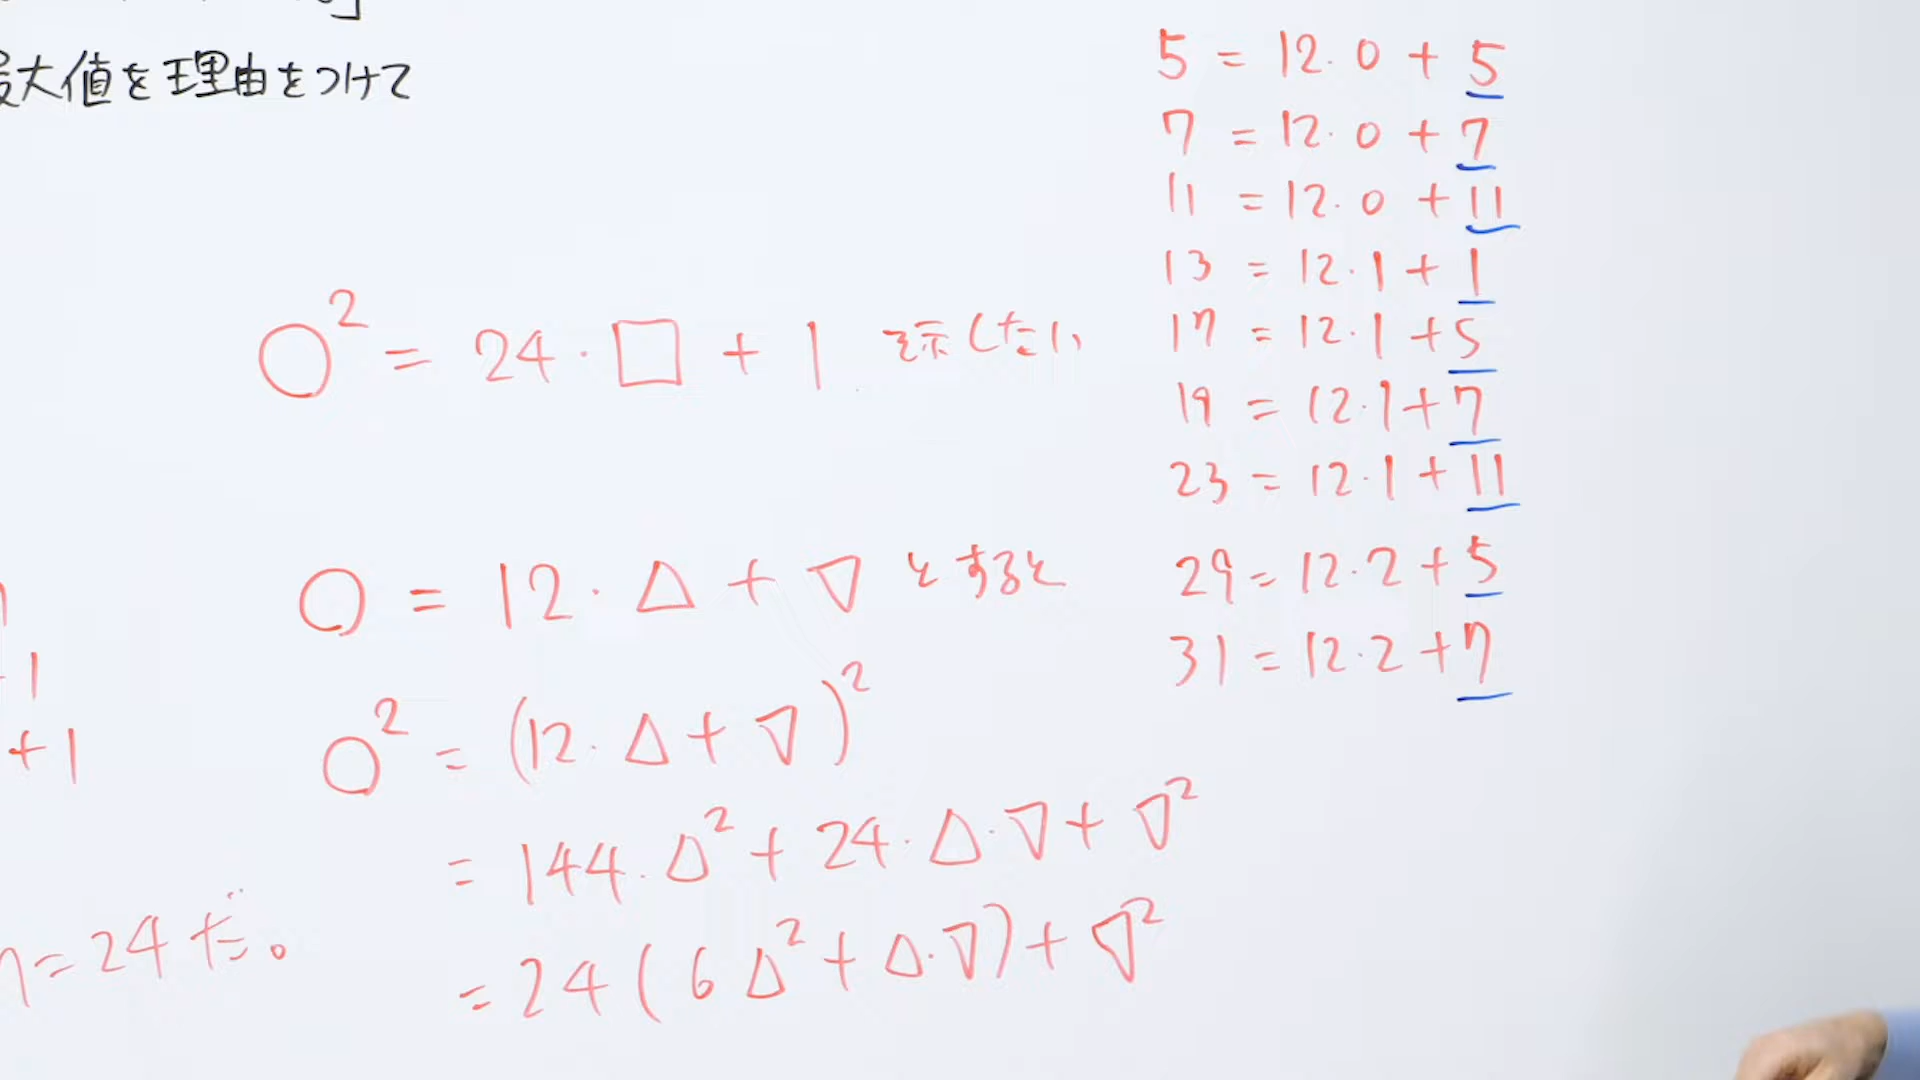 大値を理由をつけて
○² = 24・□ + 1 を示したい
○ = 12・△ + ▽ とすると
○² = (12・△ + ▽)²
= 144・△² + 24・△・▽ + ▽²
= 24(6△² + △・▽) + ▽²
1
+1
n=24だ。
5 = 12・0 + 5
7 = 12・0 + 7
11 = 12・0 + 11
13 = 12・1 + 1
17 = 12・1 + 5
19 = 12・1 + 7
23 = 12・1 + 11
29 = 12・2 + 5
31 = 12・2 + 7